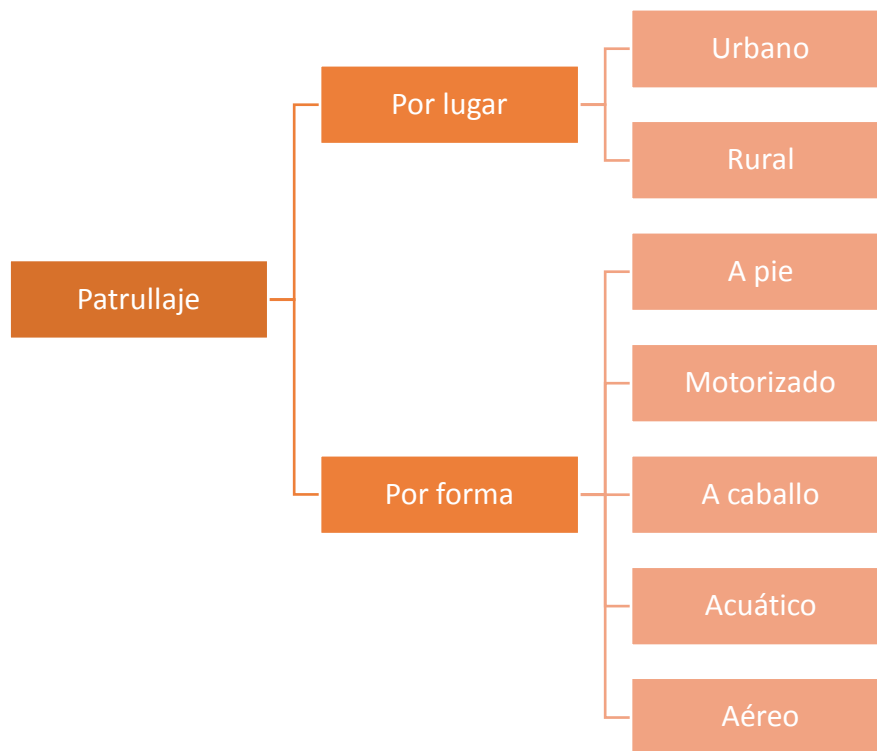 Patrullaje
Por lugar
Urbano
Rural
Por forma
A pie
Motorizado
A caballo
Acuático
Aéreo